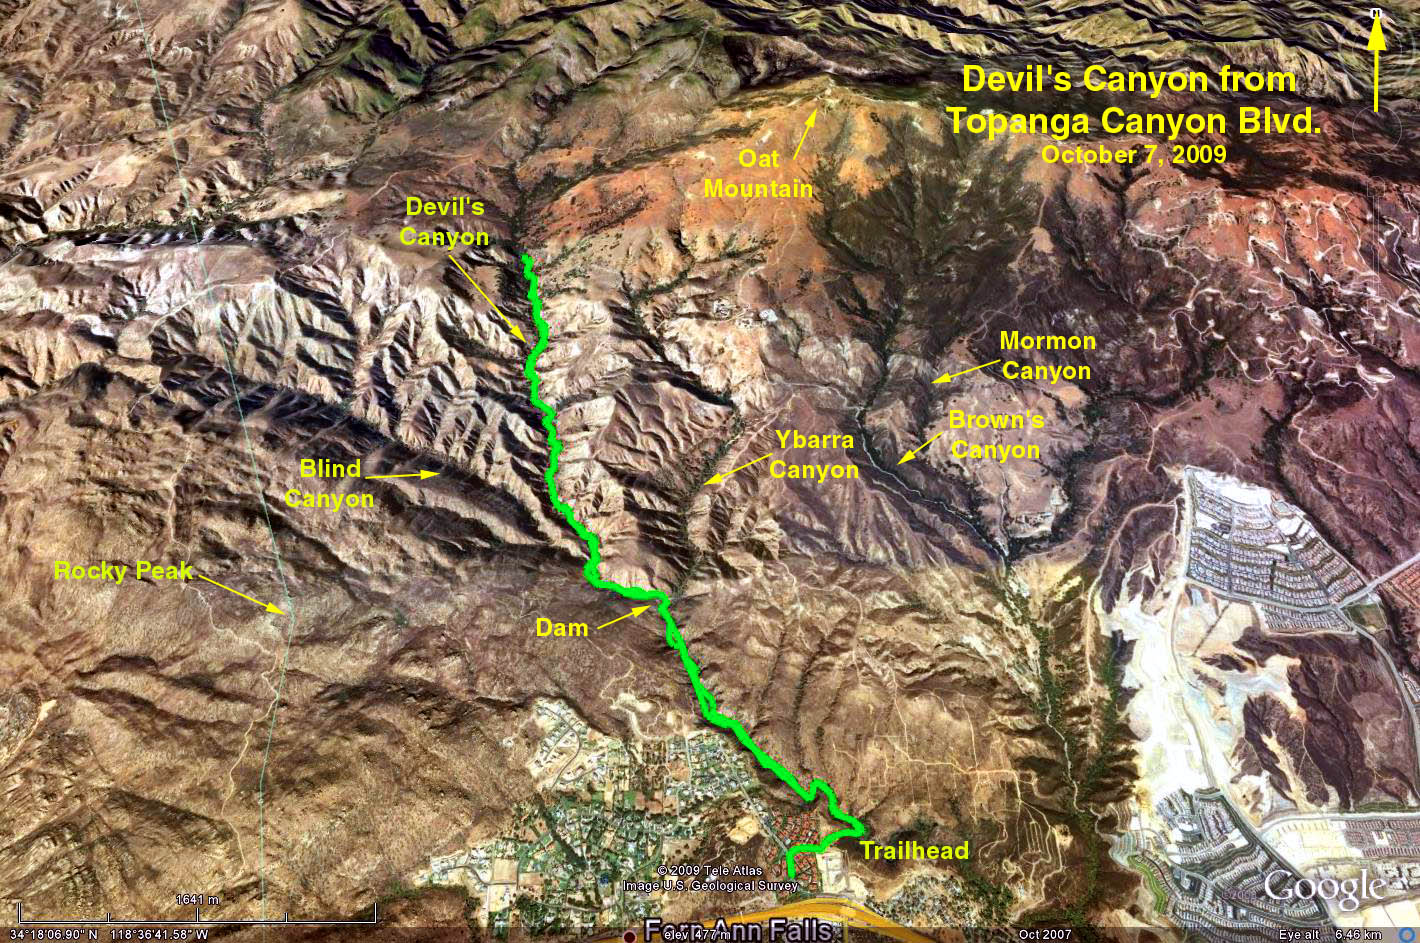 N
Devil's Canyon from
Topanga Canyon Blvd.
October 7, 2009
Oat
Mountain
Devil's
Canyon
Mormon
Canyon
Brown's
Canyon
Ybarra
Canyon
Blind
Canyon
Rocky Peak
Dam
Trailhead
© 2009 Tele Atlas
Image U.S. Geological Survey
Google
1641 m
Fern Ann Falls
34°18'06.90" N 118°36'41.58" W
elev 477 m
Oct 2007
Eye alt 6.46 km